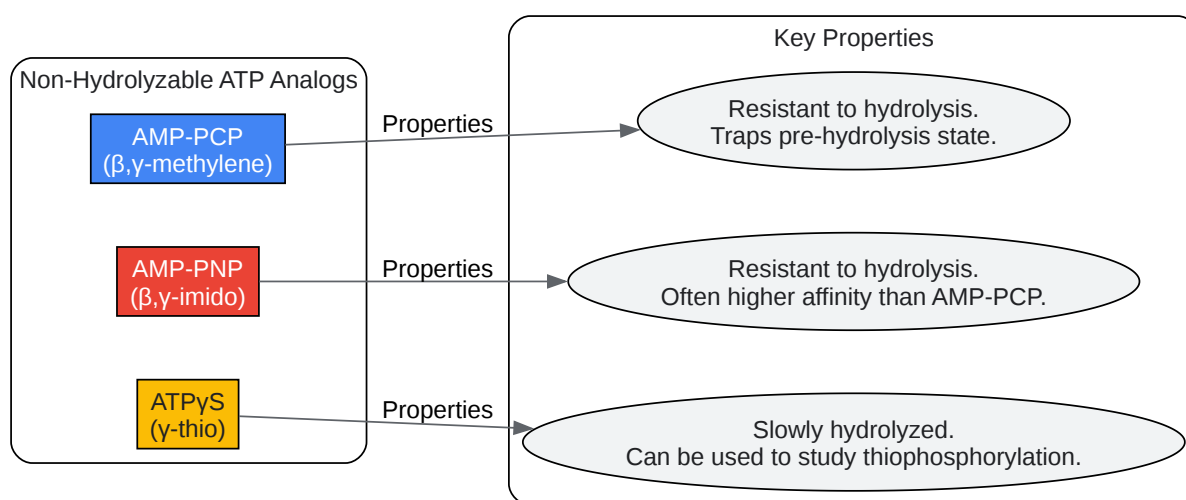 Key Properties
Non-Hydrolyzable ATP Analogs
AMP-PCP
(β,γ-methylene)
Properties
Resistant to hydrolysis.
Traps pre-hydrolysis state.
AMP-PNP
(β,γ-imido)
Properties
Resistant to hydrolysis.
Often higher affinity than AMP-PCP.
ATPγS
(γ-thio)
Properties
Slowly hydrolyzed.
Can be used to study thiophosphorylation.